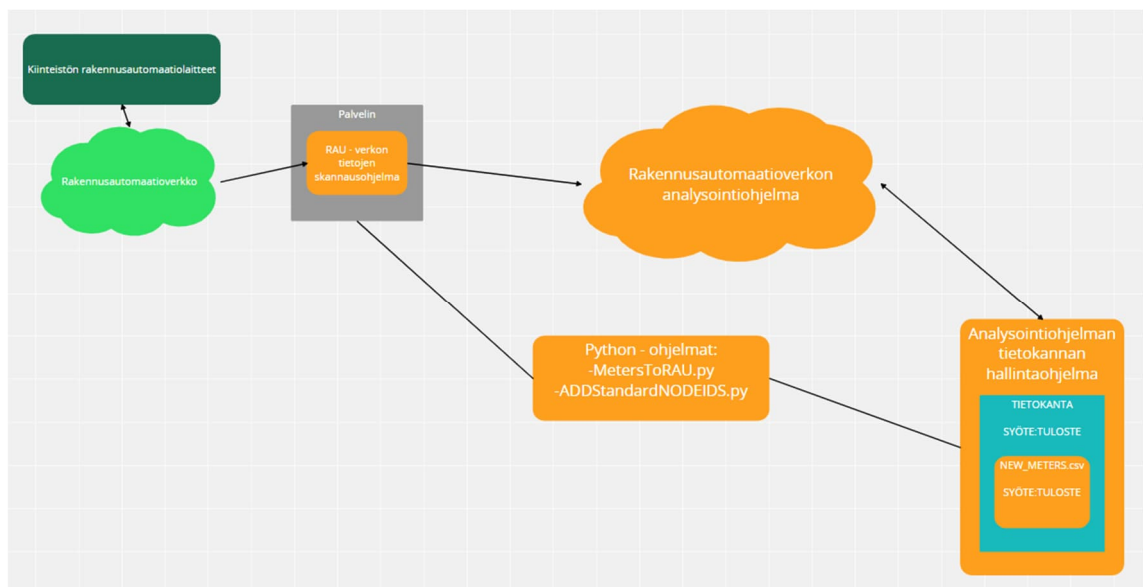 Kiinteistön rakennusautomaatiolaitteet
Rakennusautomaatioverkko
Palvelin
RAU - verkon
tietojen
skannausohjelma
Rakennusautomaatioverkon
analysointiohjelma
Python - ohjelmat:
-MetersToRAU.py
-ADDStandardNODEIDS.py
Analysointiohjelman
tietokannan
hallintaohjelma
TIETOKANTA
SYÖTE:TULOSTE
NEW_METERS.csv
SYÖTE:TULOSTE